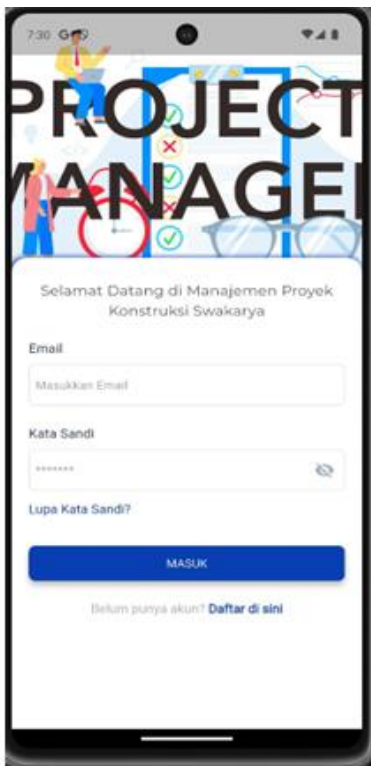 7:30
PROJECT
MANAGE
Selamat Datang di Manajemen Proyek
Konstruksi Swakarya
Email
Masukkan Email
Kata Sandi
*******
Lupa Kata Sandi?
MASUK
Belum punya akun? Daftar di sini